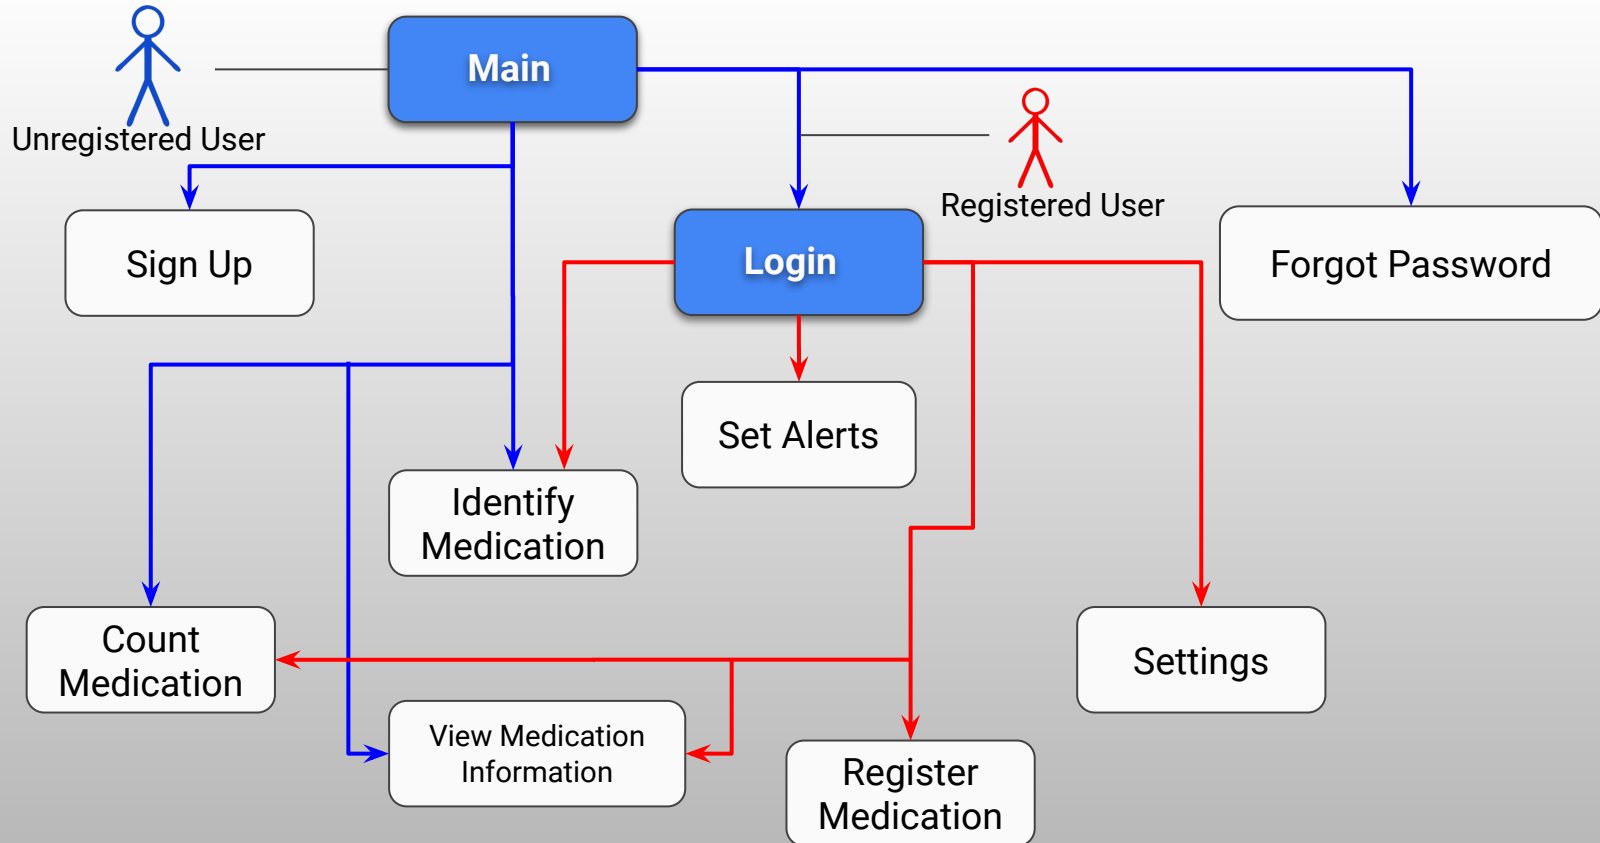 Main
Unregistered User
Registered User
Sign Up
Login
Forgot Password
Set Alerts
Identify
Medication
Count
Medication
Settings
View Medication
Information
Register
Medication